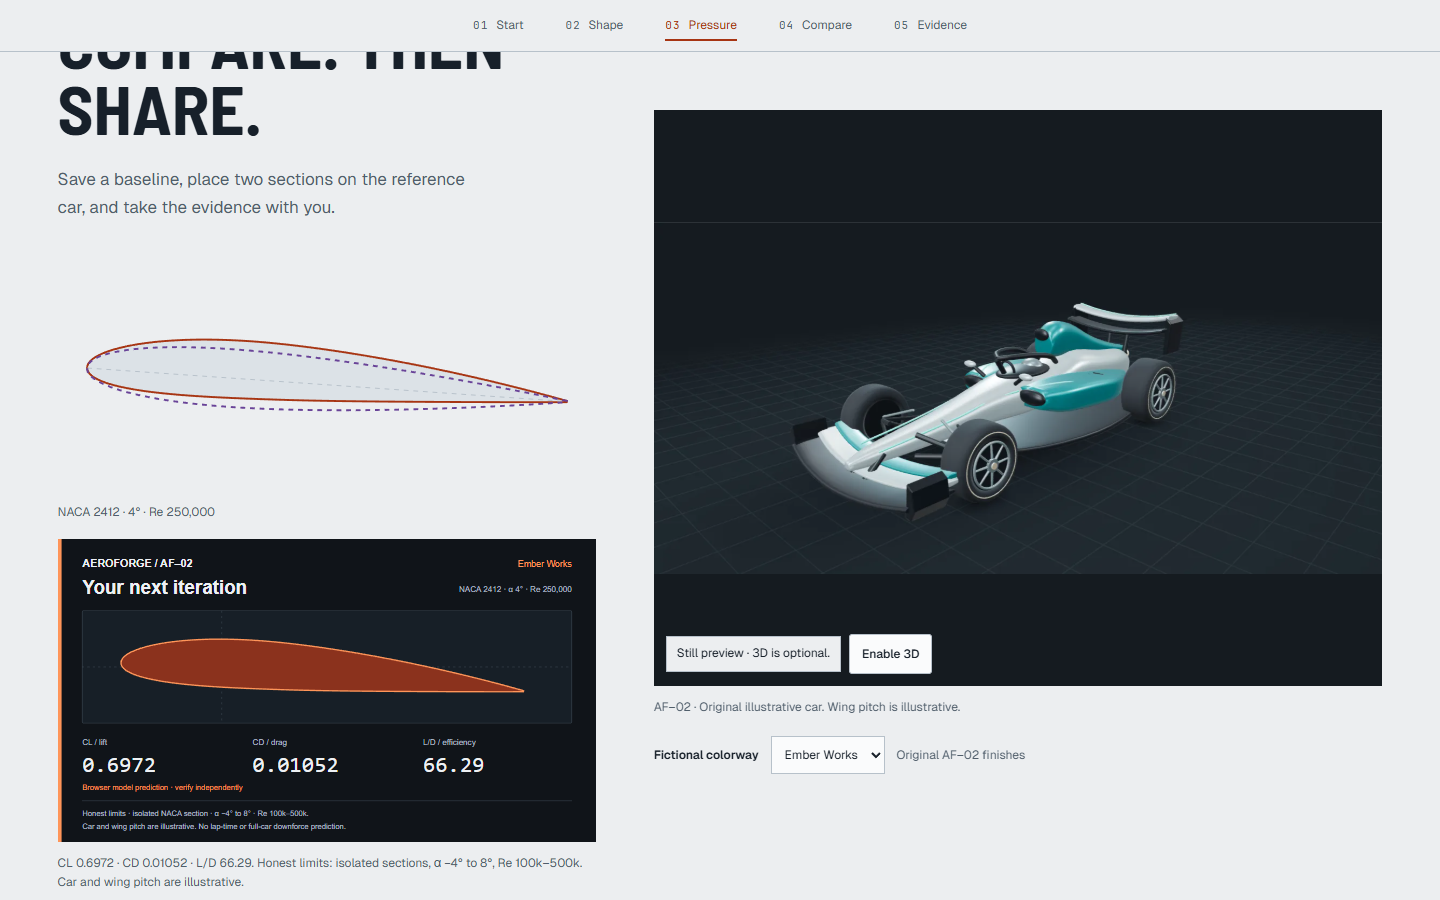 01 Start
02 Shape
03 Pressure
04 Compare
05 Evidence
COMPARE. THEN
SHARE.
Save a baseline, place two sections on the reference
car, and take the evidence with you.
NACA 2412 · 4° · Re 250,000
AEROFORGE / AF–02
Ember Works
Your next iteration
NACA 2412 · α 4° · Re 250,000
CL / lift
CD / drag
L/D / efficiency
0.6972
0.01052
66.29
Browser model prediction · verify independently
Honest limits · isolated NACA section · α −4° to 8° · Re 100k–500k.
Car and wing pitch are illustrative. No lap-time or full-car downforce prediction.
CL 0.6972 · CD 0.01052 · L/D 66.29. Honest limits: isolated sections, α −4° to 8°, Re 100k–500k.
Car and wing pitch are illustrative.
Still preview · 3D is optional.
Enable 3D
AF–02 · Original illustrative car. Wing pitch is illustrative.
Fictional colorway
Ember Works
Original AF–02 finishes